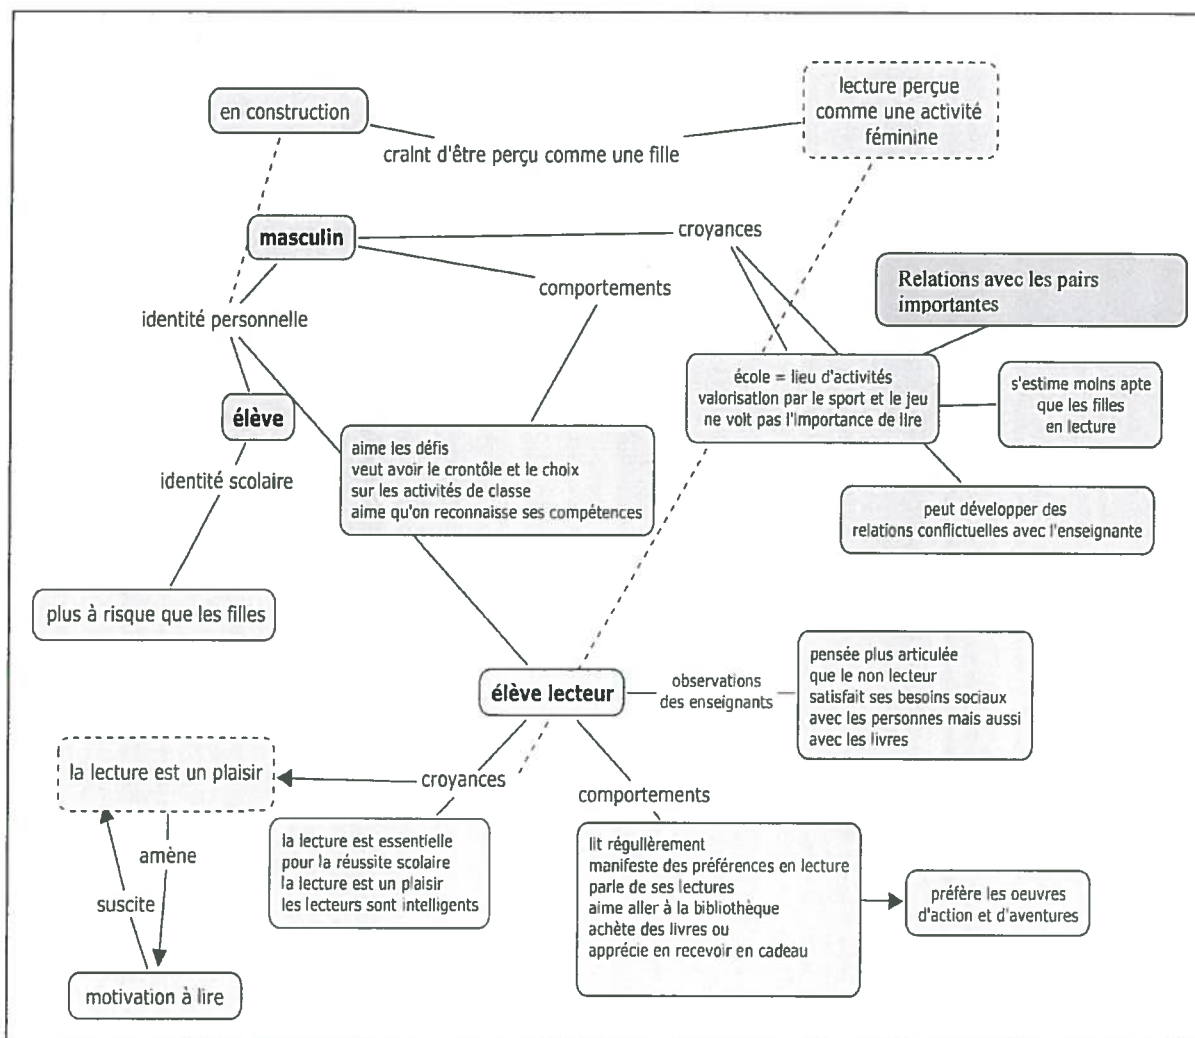 en construction
lecture perçue
comme une activité
féminine
craint d'être perçu comme une fille
masculin
croyances
comportements
Relations avec les pairs
importantes
identité personnelle
école = lieu d'activités
valorisation par le sport et le jeu
ne voit pas l'importance de lire
s'estime moins apte
que les filles
en lecture
élève
aime les défis
veut avoir le crontôle et le choix
sur les activités de classe
aime qu'on reconnaisse ses compétences
identité scolaire
peut développer des
relations conflictuelles avec l'enseignante
plus à risque que les filles
élève lecteur
observations
des enseignants
pensée plus articulée
que le non lecteur
satisfait ses besoins sociaux
avec les personnes mais aussi
avec les livres
la lecture est un plaisir
croyances
comportements
la lecture est essentielle
pour la réussite scolaire
la lecture est un plaisir
les lecteurs sont intelligents
lit régulièrement
manifeste des préférences en lecture
parle de ses lectures
aime aller à la bibliothèque
achète des livres ou
apprécie en recevoir en cadeau
préfère les oeuvres
d'action et d'aventures
amène
suscite
motivation à lire